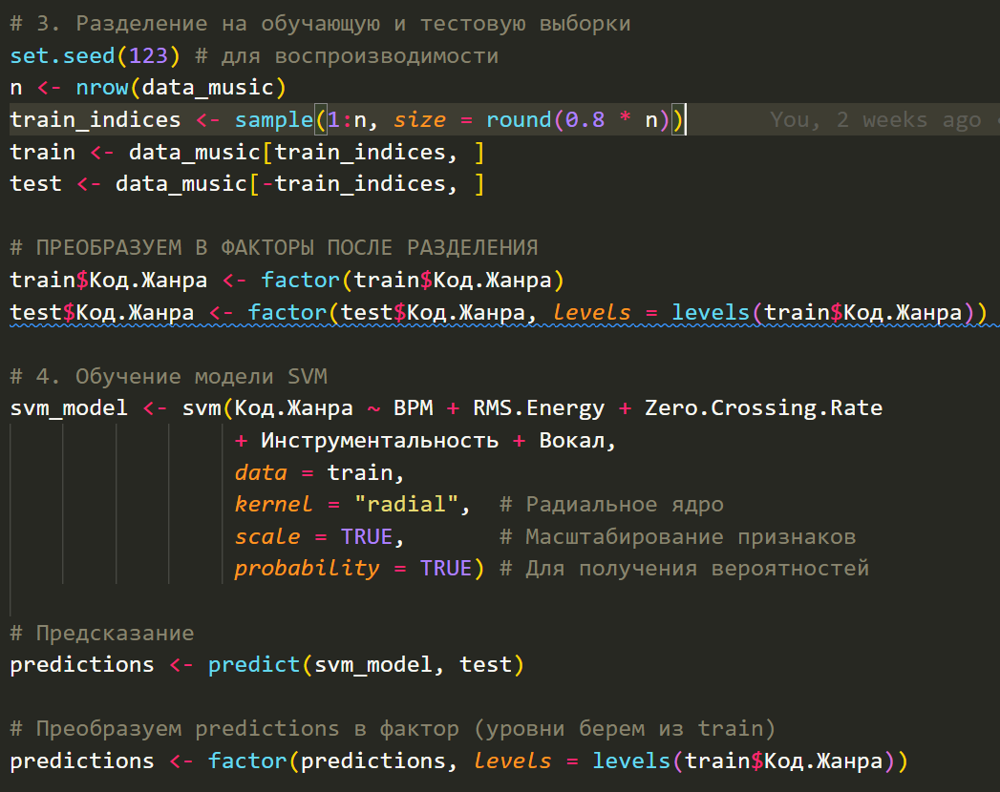 # 3. Разделение на обучающую и тестовую выборки
set.seed(123) # для воспроизводимости
n <- nrow(data_music)
train_indices <- sample(1:n, size = round(0.8 * n)) You, 2 weeks ago
train <- data_music[train_indices, ]
test <- data_music[-train_indices, ]
# ПРЕОБРАЗУЕМ В ФАКТОРЫ ПОСЛЕ РАЗДЕЛЕНИЯ
train$Код.Жанра <- factor(train$Код.Жанра)
test$Код.Жанра <- factor(test$Код.Жанра, levels = levels(train$Код.Жанра))
# 4. Обучение модели SVM
svm_model <- svm(Код.Жанра ~ BPM + RMS.Energy + Zero.Crossing.Rate
+ Инструментальность + Вокал,
data = train,
kernel = "radial", # Радиальное ядро
scale = TRUE, # Масштабирование признаков
probability = TRUE) # Для получения вероятностей
# Предсказание
predictions <- predict(svm_model, test)
# Преобразуем predictions в фактор (уровни берем из train)
predictions <- factor(predictions, levels = levels(train$Код.Жанра))